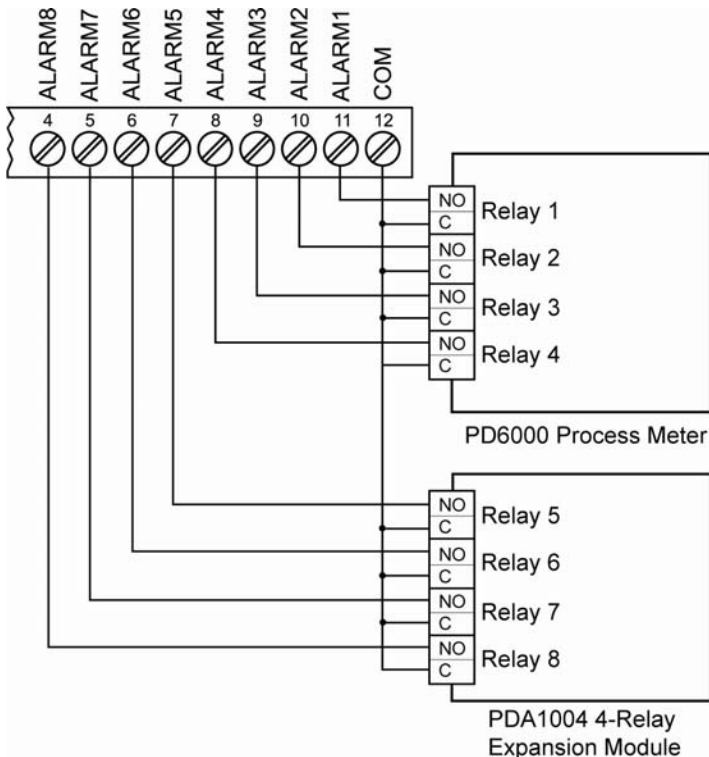 ALARM8
ALARM7
ALARM6
ALARM5
ALARM4
ALARM3
ALARM2
ALARM1
COM
4 5 6 7 8 9 10 11 12
NO
C
Relay 1
NO
C
Relay 2
NO
C
Relay 3
NO
C
Relay 4
PD6000 Process Meter
NO
C
Relay 5
NO
C
Relay 6
NO
C
Relay 7
NO
C
Relay 8
PDA1004 4-Relay
Expansion Module